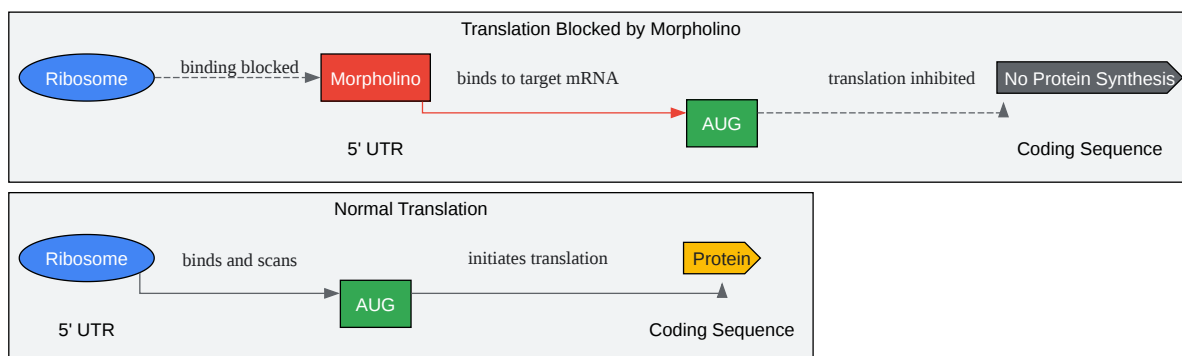 Translation Blocked by Morpholino
Ribosome
binding blocked
Morpholino
binds to target mRNA
AUG
translation inhibited
No Protein Synthesis
5' UTR
Coding Sequence
Normal Translation
Ribosome
binds and scans
AUG
initiates translation
Protein
5' UTR
Coding Sequence